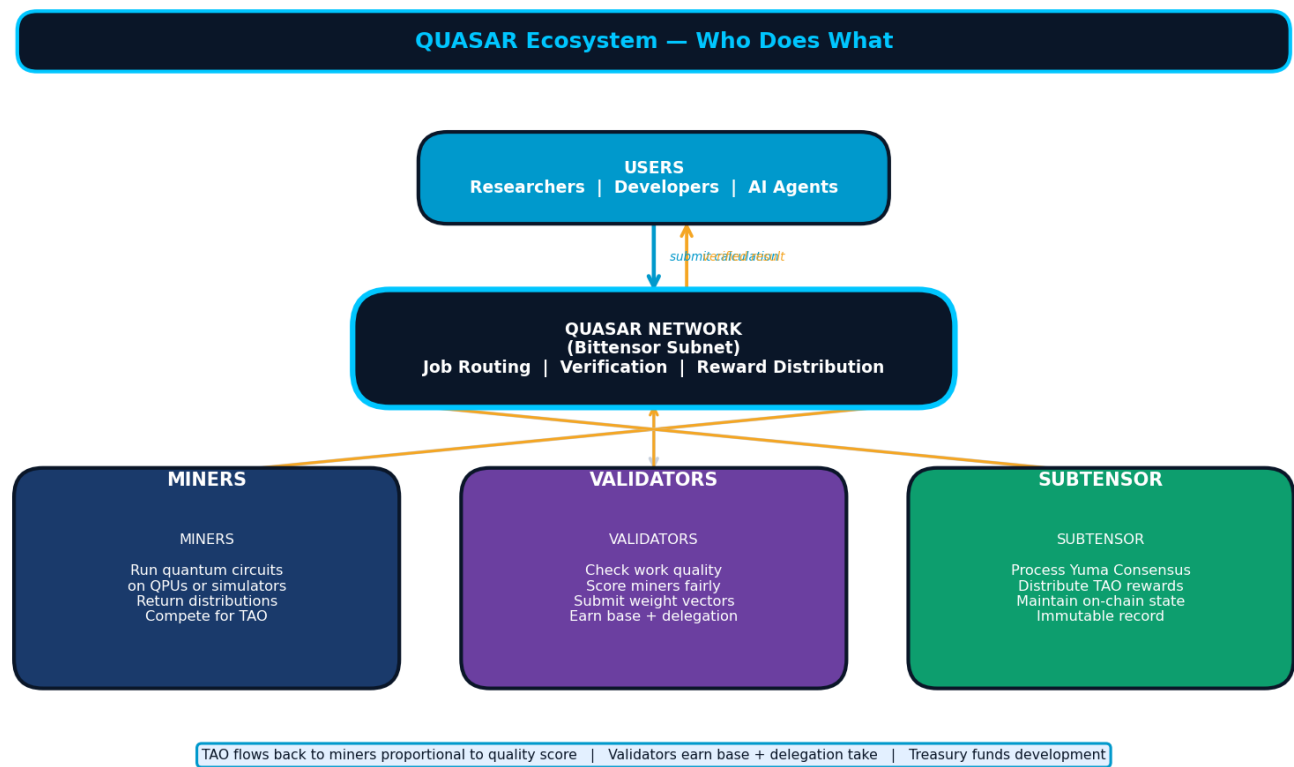 QUASAR Ecosystem — Who Does What
USERS
Researchers | Developers | AI Agents
submit calculation
verified result
QUASAR NETWORK
(Bittensor Subnet)
Job Routing | Verification | Reward Distribution
MINERS
MINERS
Run quantum circuits
on QPUs or simulators
Return distributions
Compete for TAO
VALIDATORS
VALIDATORS
Check work quality
Score miners fairly
Submit weight vectors
Earn base + delegation
SUBTENSOR
SUBTENSOR
Process Yuma Consensus
Distribute TAO rewards
Maintain on-chain state
Immutable record
TAO flows back to miners proportional to quality score | Validators earn base + delegation take | Treasury funds development